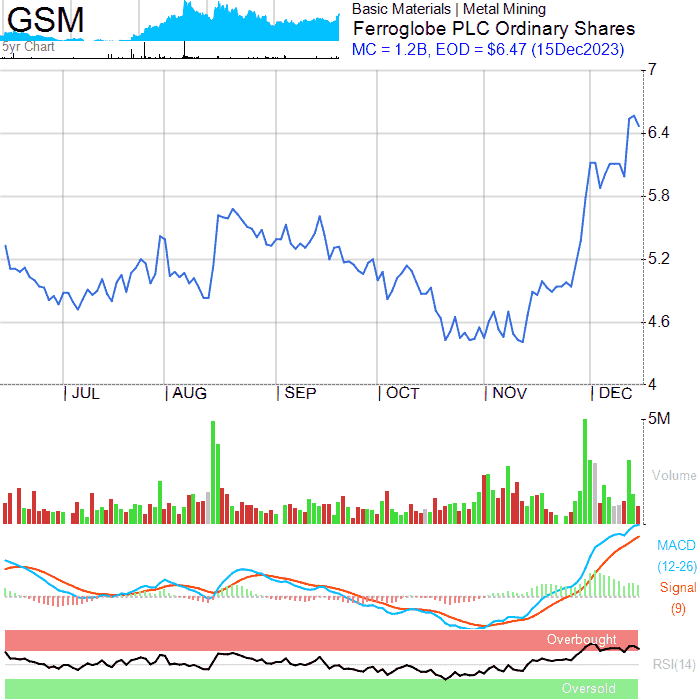 GSM
5yr Chart
Basic Materials | Metal Mining
Ferroglobe PLC Ordinary Shares
MC = 1.2B, EOD = $6.47 (15Dec2023)
7
6.4
5.8
5.2
4.6
4
JUL
AUG
SEP
OCT
NOV
DEC
5M
Volume
MACD
(12-26)
Signal
(9)
Overbought
RSI(14)
Oversold